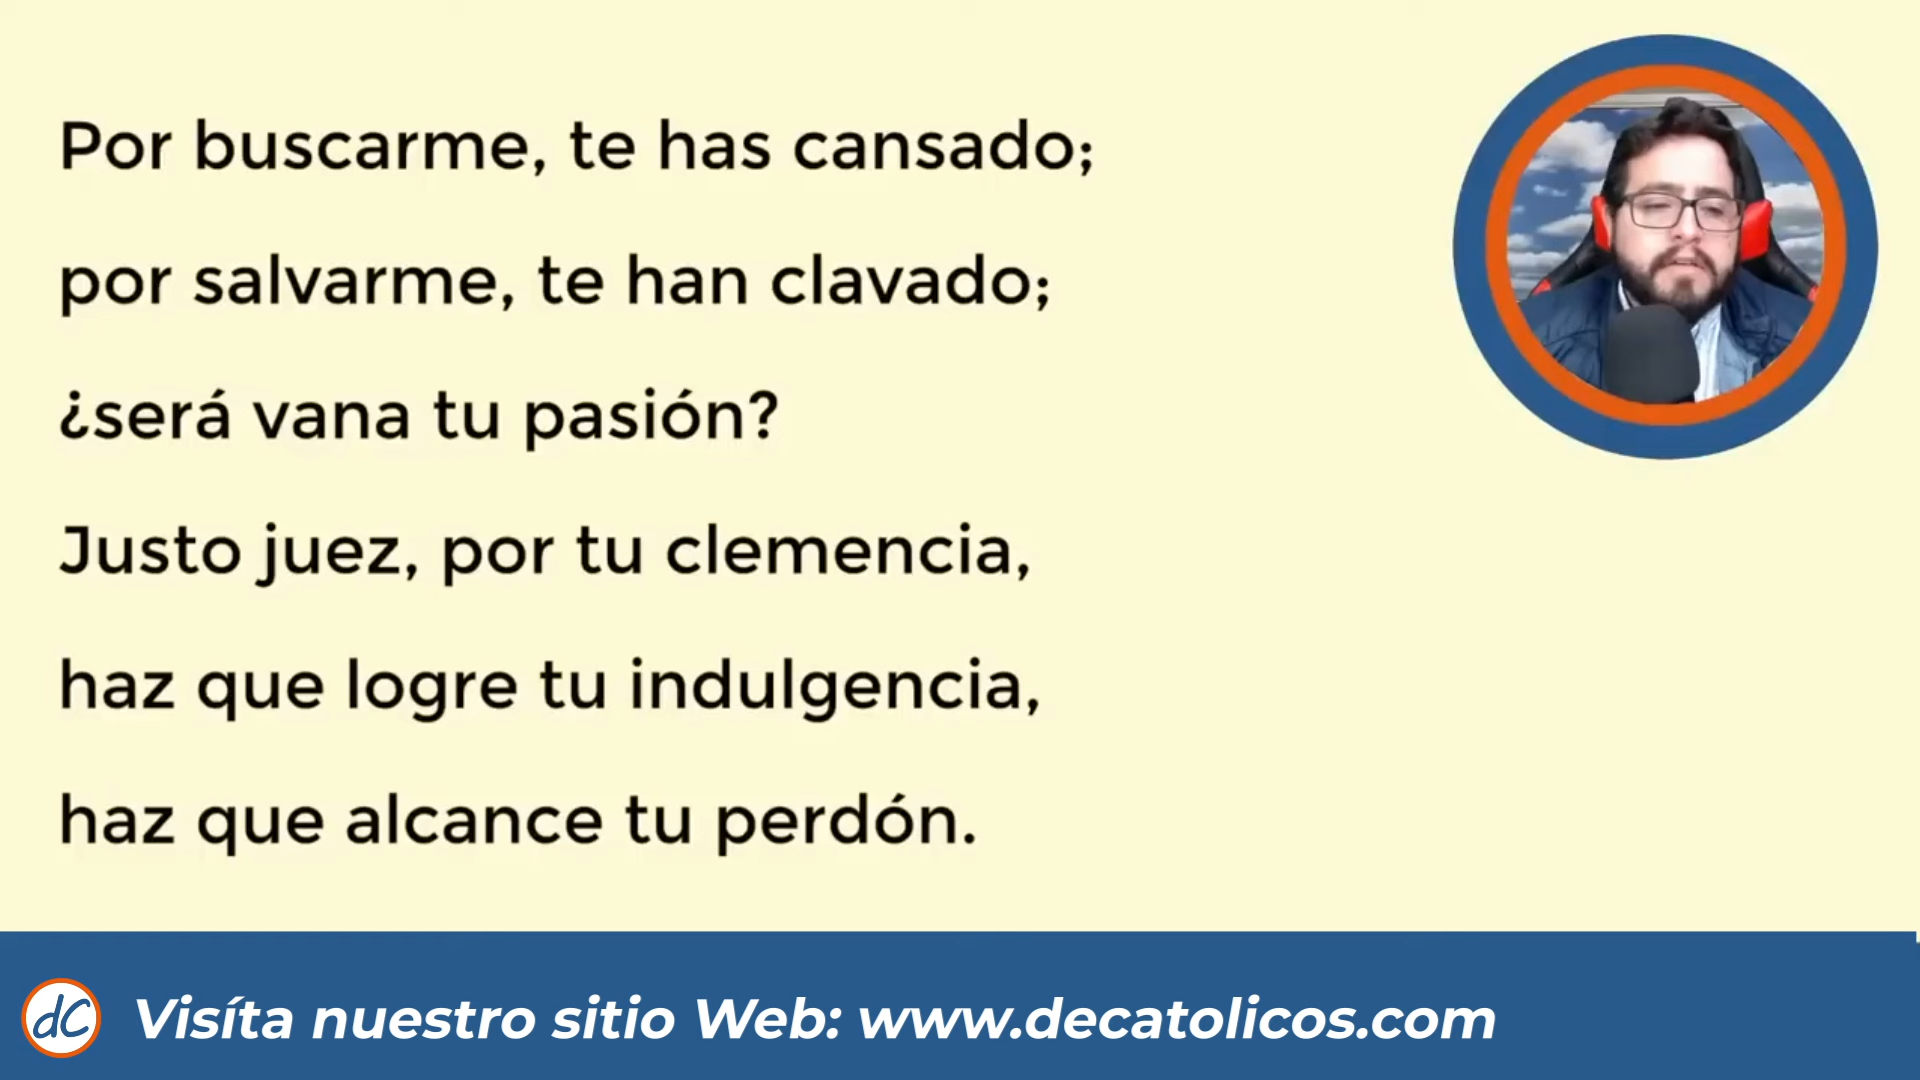 Por buscarme, te has cansado;
por salvarme, te han clavado;
¿será vana tu pasión?
Justo juez, por tu clemencia,
haz que logre tu indulgencia,
haz que alcance tu perdón.
dC Visíta nuestro sitio Web: www.decatolicos.com